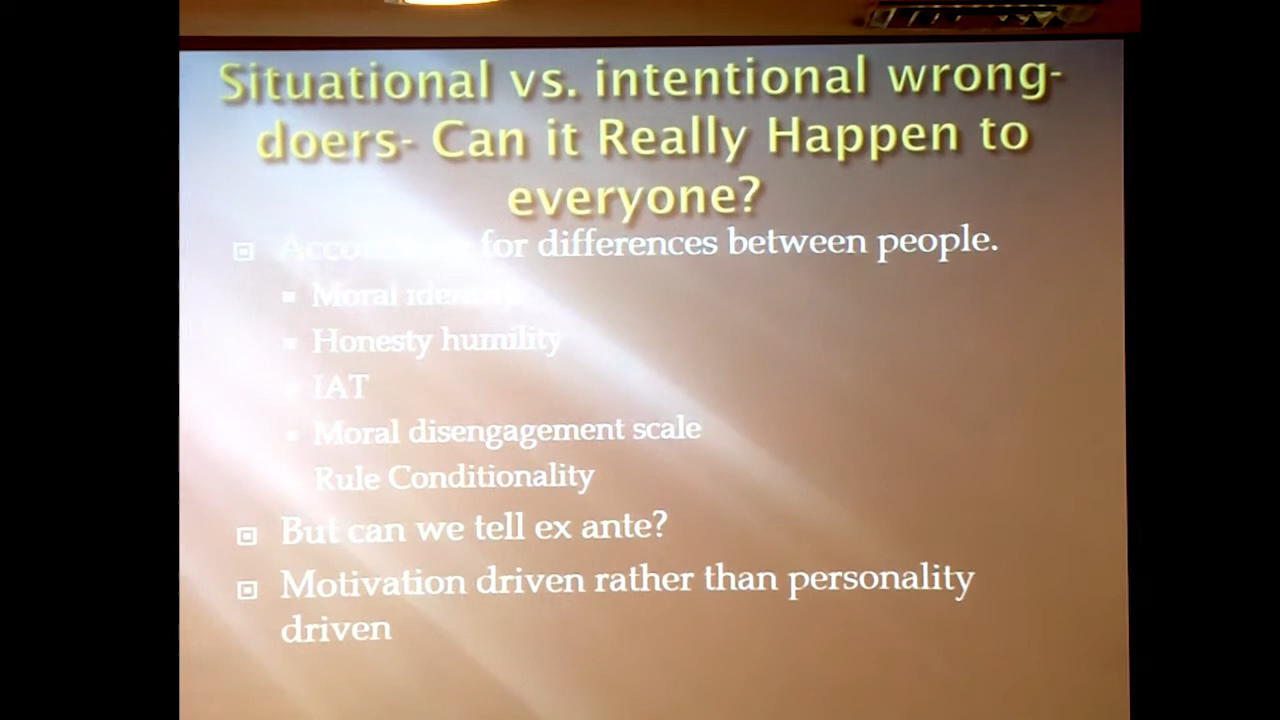 Situational vs. intentional wrong-
doers- Can it Really Happen to
everyone?
for differences between people.
Moral identity
Honesty humility
IAT
Moral disengagement scale
Rule Conditionality
But can we tell ex ante?
Motivation driven rather than personality
driven